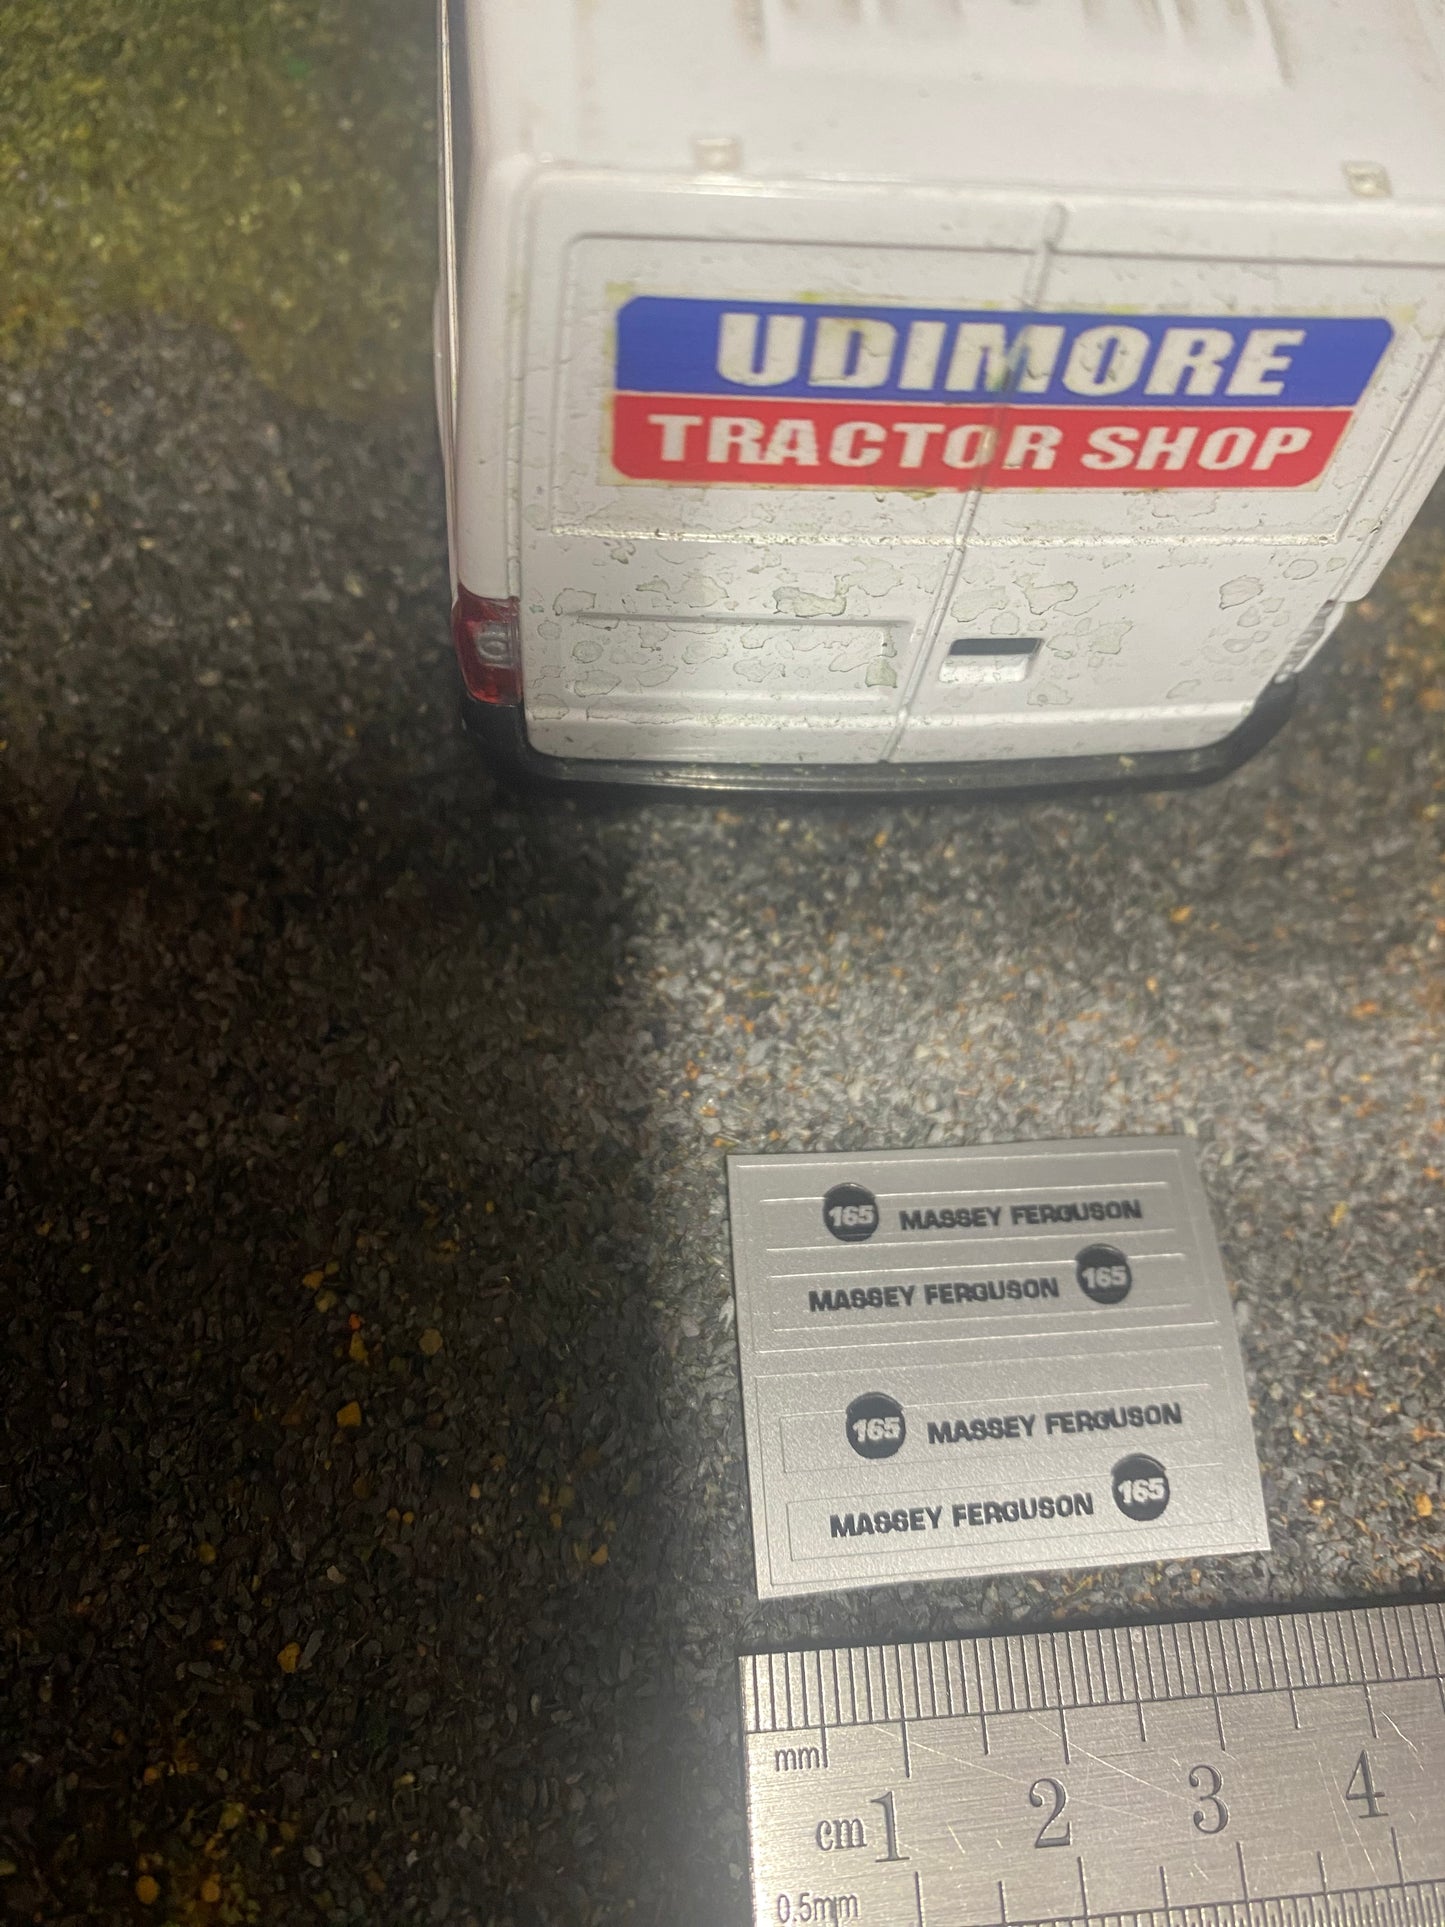 UDIMORE
TRACTOR SHOP
165 MASSEY FERGUSON
MASSEY FERGUSON 165
165 MASSEY FERGUSON
MASSEY FERGUSON 165
mm
cm 1 2 3 4
0.5mm